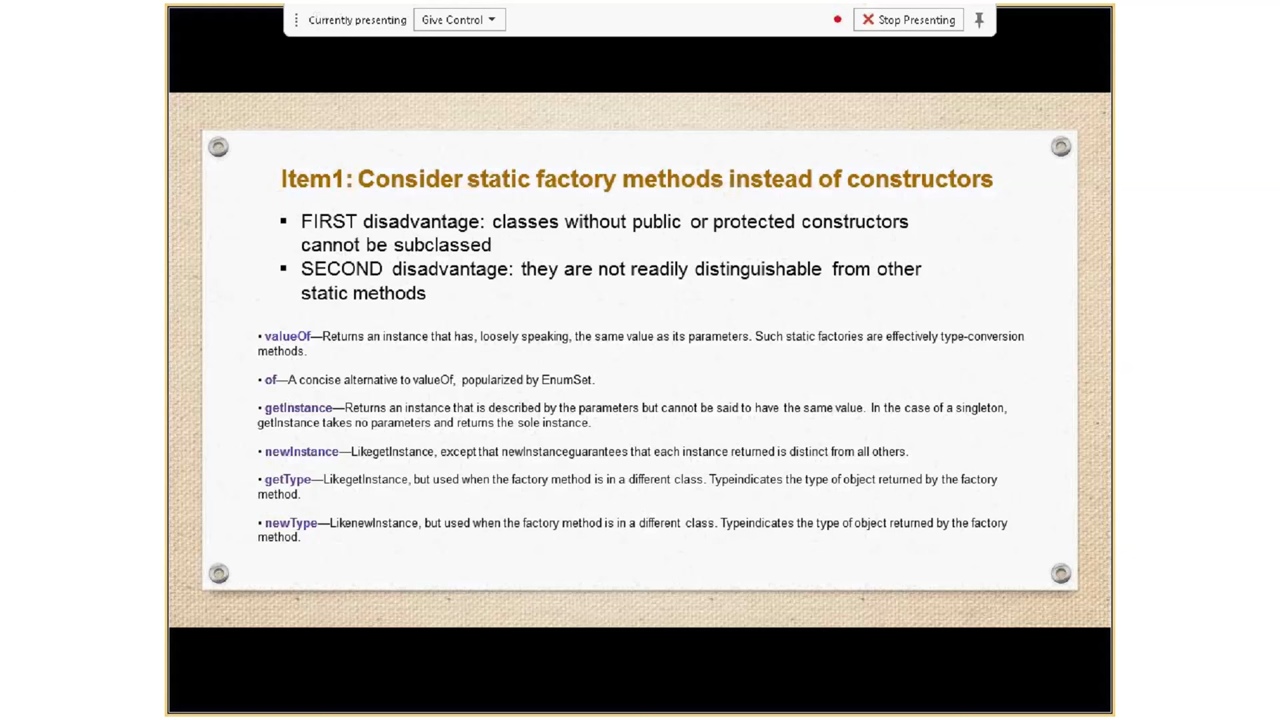 Currently presenting Give Control Stop Presenting
Item1: Consider static factory methods instead of constructors
▪ FIRST disadvantage: classes without public or protected constructors
cannot be subclassed
▪ SECOND disadvantage: they are not readily distinguishable from other
static methods
• valueOf—Returns an instance that has, loosely speaking, the same value as its parameters. Such static factories are effectively type-conversion
methods.
• of—A concise alternative to valueOf, popularized by EnumSet.
• getInstance—Returns an instance that is described by the parameters but cannot be said to have the same value. In the case of a singleton,
getInstance takes no parameters and returns the sole instance.
• newInstance—LikegetInstance, except that newInstanceguarantees that each instance returned is distinct from all others.
• getType—LikegetInstance, but used when the factory method is in a different class. Typeindicates the type of object returned by the factory
method.
• newType—LikenewInstance, but used when the factory method is in a different class. Typeindicates the type of object returned by the factory
method.